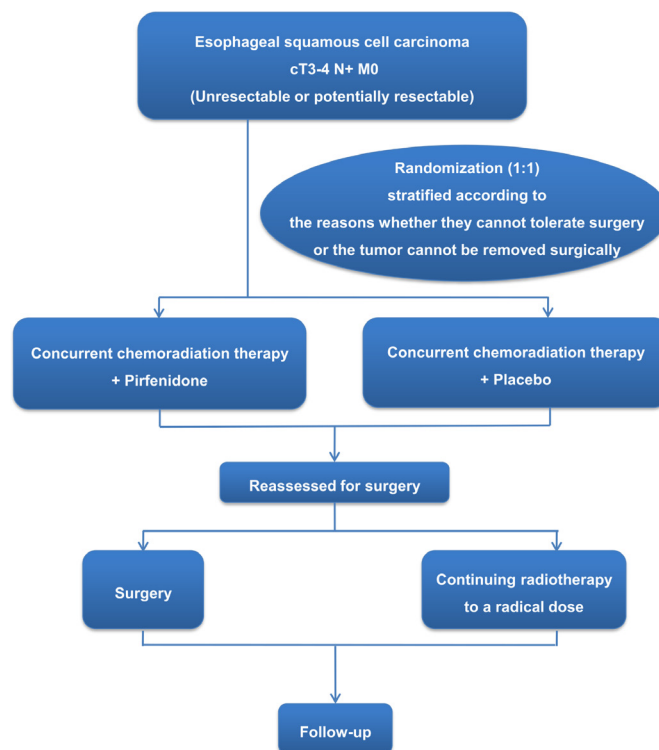 Esophageal squamous cell carcinoma
cT3-4 N+ M0
(Unresectable or potentially resectable)
Randomization (1:1)
stratified according to
the reasons whether they cannot tolerate surgery
or the tumor cannot be removed surgically
Concurrent chemoradiation therapy
+ Pirfenidone
Concurrent chemoradiation therapy
+ Placebo
Reassessed for surgery
Surgery
Continuing radiotherapy
to a radical dose
Follow-up